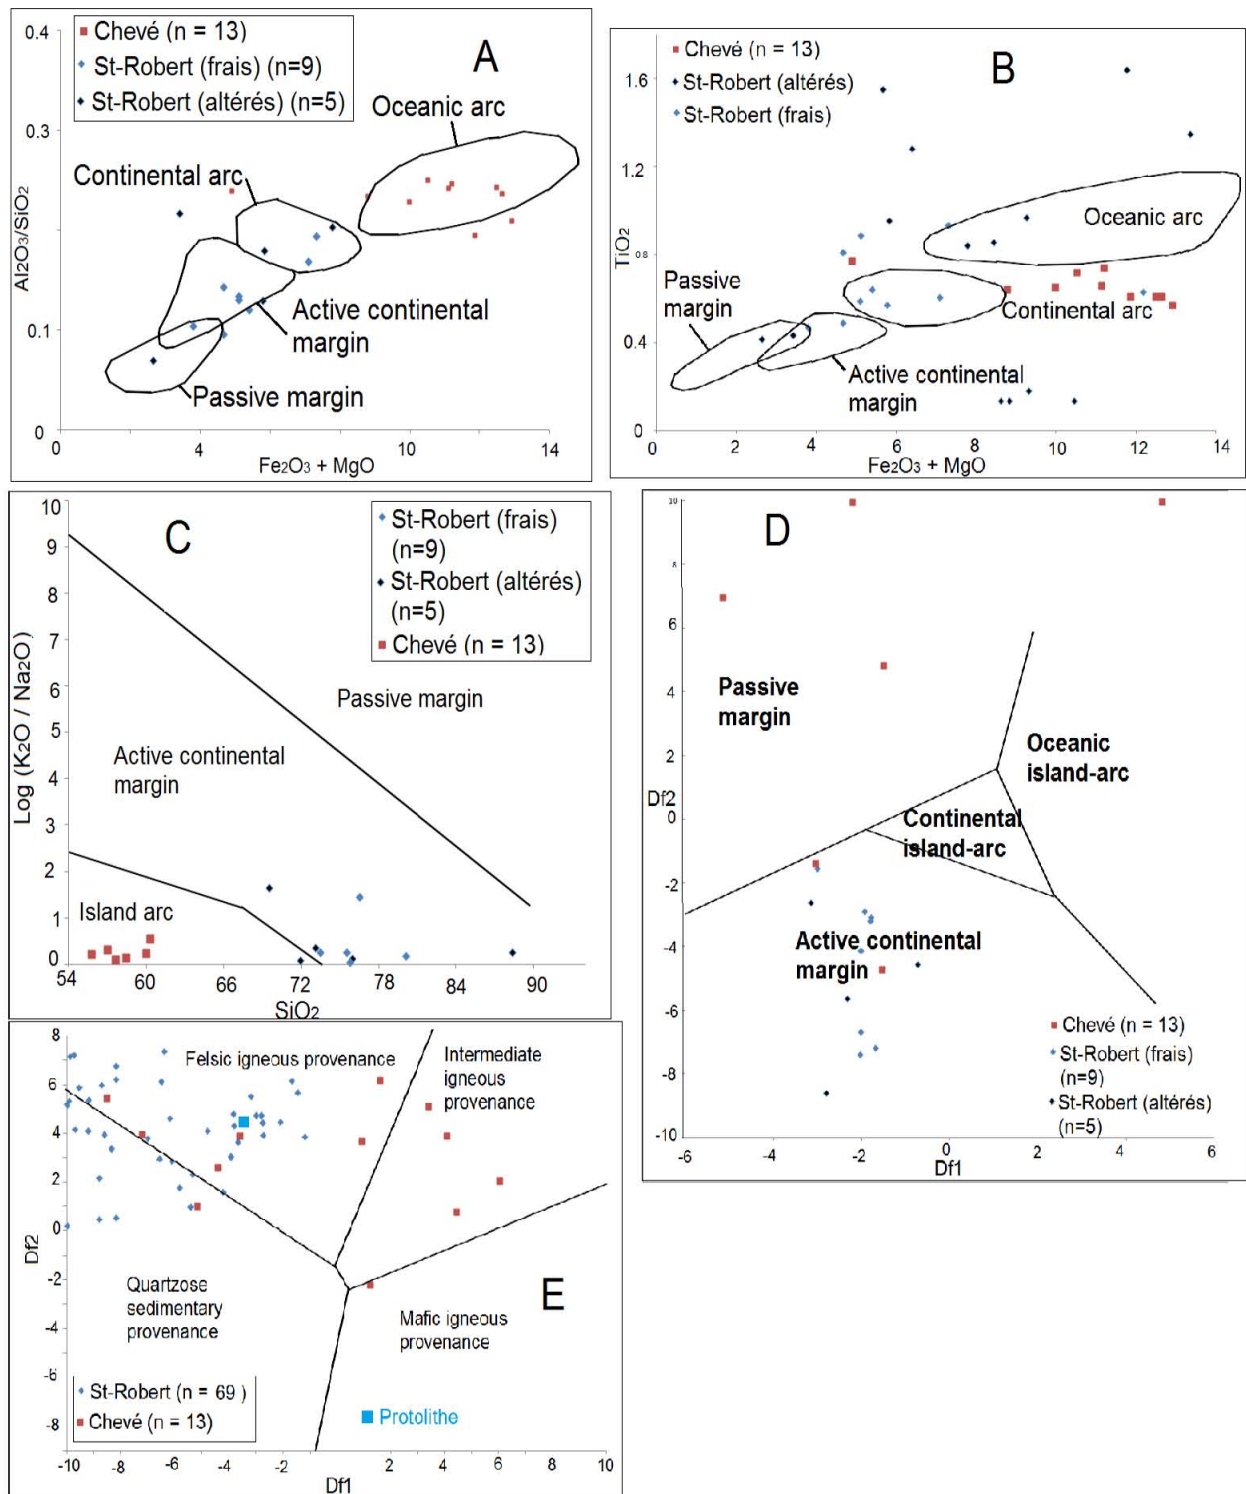 A
Chevé (n = 13)
St-Robert (frais) (n=9)
St-Robert (altérés) (n=5)
Oceanic arc
Continental arc
Active continental
margin
Passive margin
Al2O3/SiO2
0.4
0.3
0.1
0
0
4
10
14
Fe2O3 + MgO
B
Chevé (n = 13)
St-Robert (altérés)
St-Robert (frais)
Oceanic arc
Passive
margin
Continental arc
Active continental
margin
TiO2
1.6
1.2
0.8
0.4
0
0
2
4
6
8
10
12
14
Fe2O3 + MgO
C
St-Robert (frais)
(n=9)
St-Robert (altérés)
(n=5)
Chevé (n = 13)
Passive margin
Active continental
margin
Island arc
Log (K2O / Na2O)
10
9
8
7
6
5
4
3
2
1
0
54
60
66
72
78
84
90
SiO2
D
Passive
margin
Oceanic
island-arc
Continental
island-arc
Active continental
margin
Chevé (n = 13)
St-Robert (frais)
(n=9)
St-Robert (altérés)
(n=5)
Df2
10
8
6
4
2
0
-2
-4
-6
-8
-10
-6
-4
-2
0
2
4
6
Df1
E
Felsic igneous provenance
Intermediate
igneous
provenance
Quartzose
sedimentary
provenance
Mafic igneous
provenance
St-Robert (n = 69 )
Chevé (n = 13)
Protolithe
Df2
8
6
4
2
0
-2
-4
-6
-8
-10
-8
-6
-4
-2
2
4
6
8
10
Df1